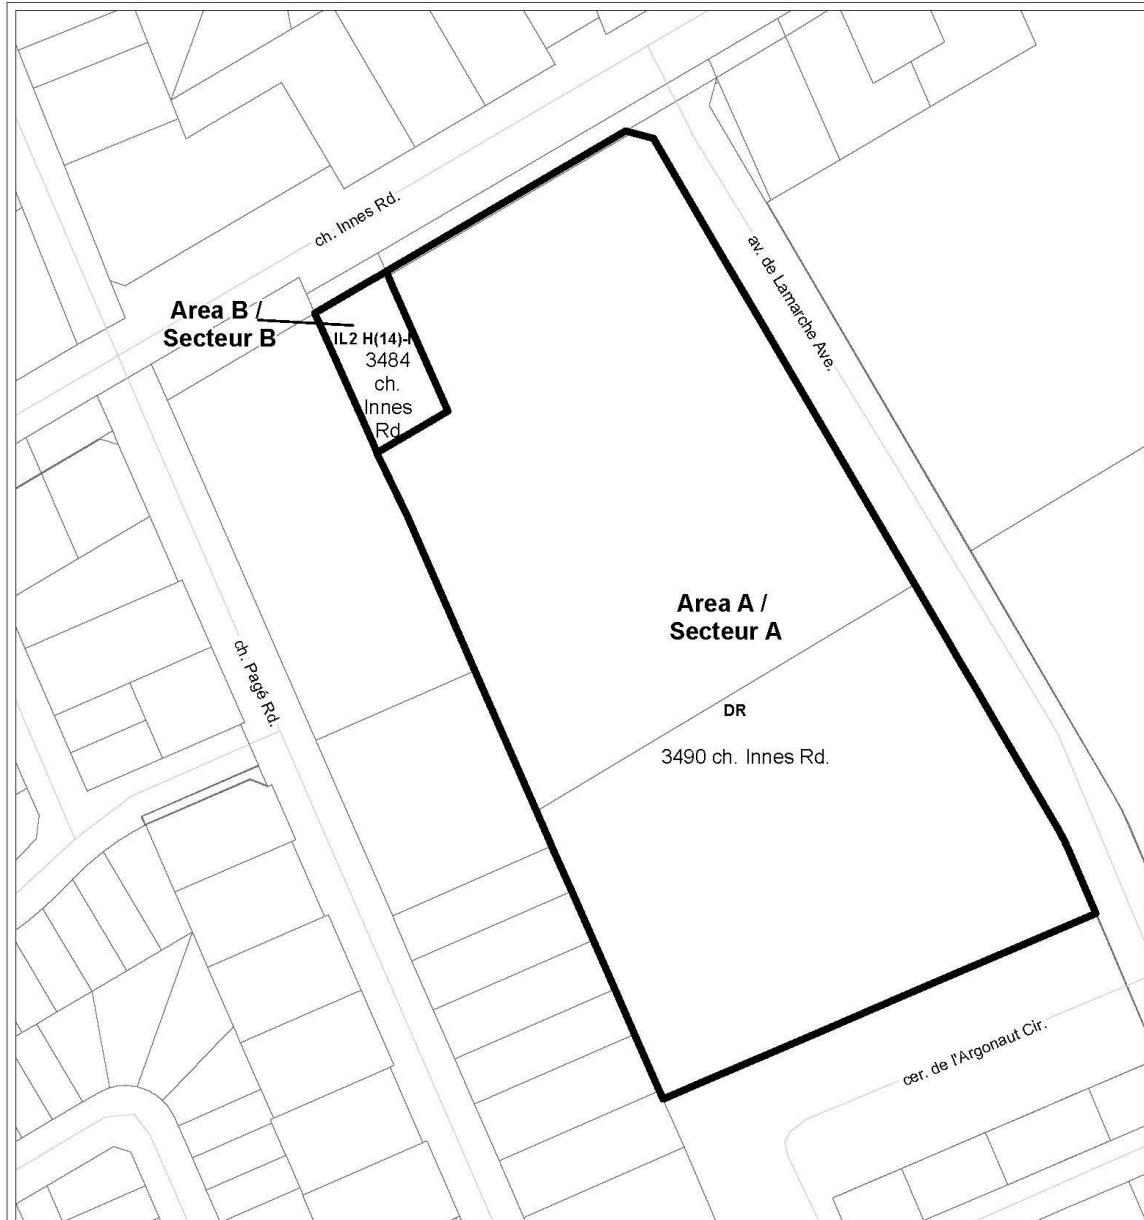 ch. Innes Rd.
av. de Lamarche Ave.
Area B /
Secteur B
IL2 H(14)-
3484
ch.
Innes
Rd
Area A /
Secteur A
ch. Pagé Rd.
DR
3490 ch. Innes Rd.
cer. de l'Argonaut Cir.